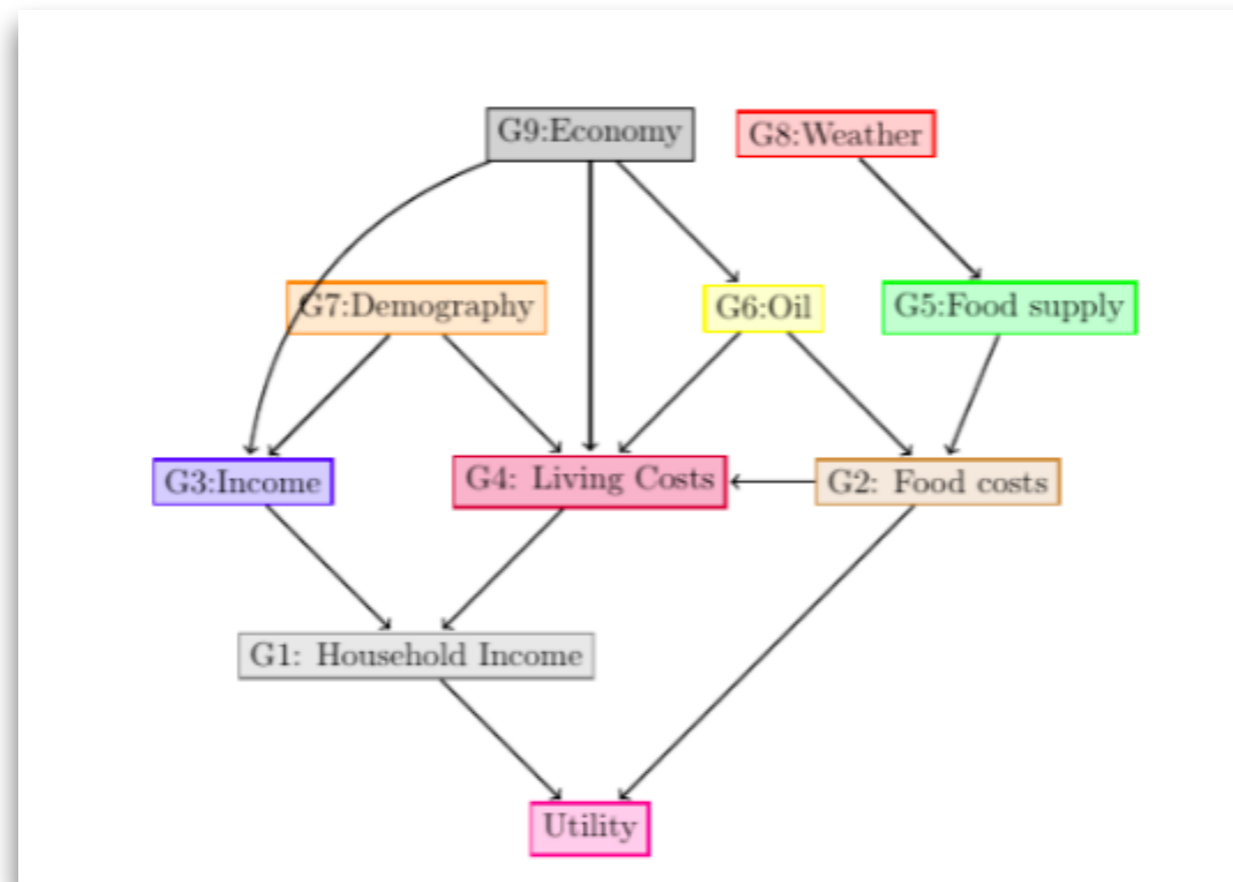 G9:Economy
G8:Weather
G7:Demography
G6:Oil
G5:Food supply
G3:Income
G4: Living Costs
G2: Food costs
G1: Household Income
Utility